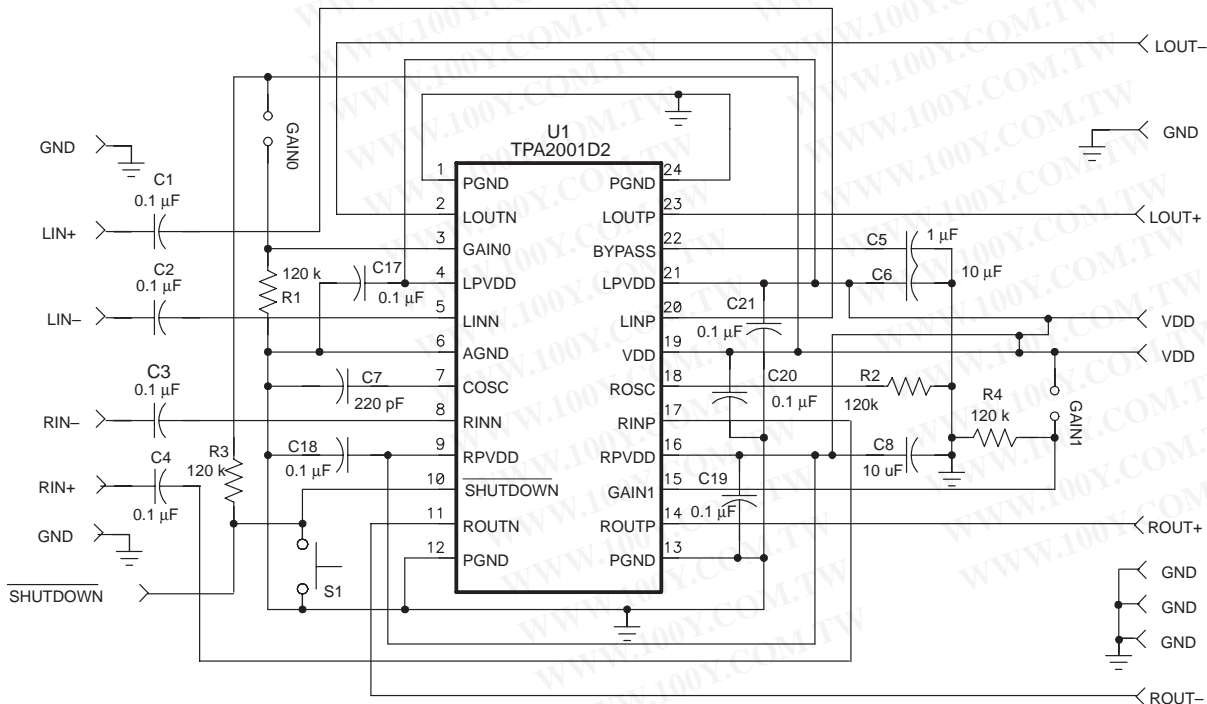 LOUT–
GND
GAIN0
U1
TPA2001D2
GND
C1
0.1 µF
1
PGND
PGND
24
LIN+
2
LOUTN
LOUTP
23
LOUT+
3
GAIN0
BYPASS
22
C5
1 µF
C2
0.1 µF
120 k
R1
C17
0.1 µF
4
LPVDD
LPVDD
21
C6
10 µF
C21
0.1 µF
LIN–
5
LINN
LINP
20
VDD
6
AGND
VDD
19
VDD
C3
0.1 µF
C7
220 pF
7
COSC
ROSC
18
C20
0.1 µF
R2
120k
R4
120 k
GAIN1
RIN–
8
RINN
RINP
17
C4
0.1 µF
R3
120 k
C18
0.1 µF
9
RPVDD
RPVDD
16
C8
10 uF
RIN+
10
SHUTDOWN
GAIN1
15
C19
0.1 µF
GND
11
ROUTN
ROUTP
14
ROUT+
12
PGND
PGND
13
GND
SHUTDOWN
S1
GND
GND
ROUT–
WWW.100Y.COM.TW